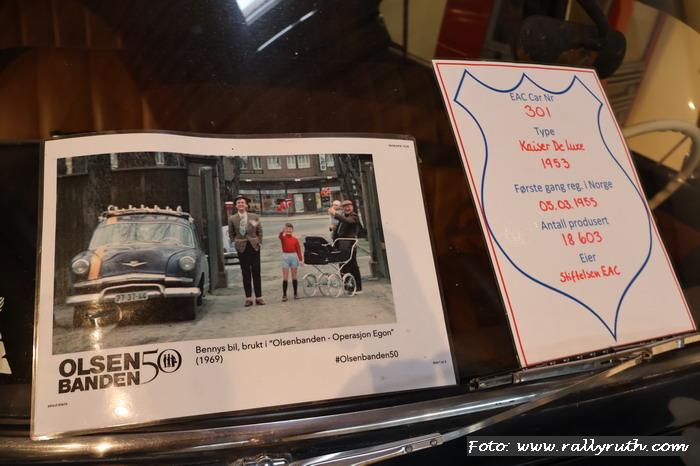 OLSEN 50
BANDEN
Bennys bil, brukt i "Olsenbanden - Operasjon Egon"
(1969)
#Olsenbanden50
EAC Car Nr
301
Type
Kaiser De Luxe
1953
Første gang reg. i Norge
05.03.1955
Antall produsert
18 603
Eier
Stiftelsen EAC
Foto: www.rallyruth.com